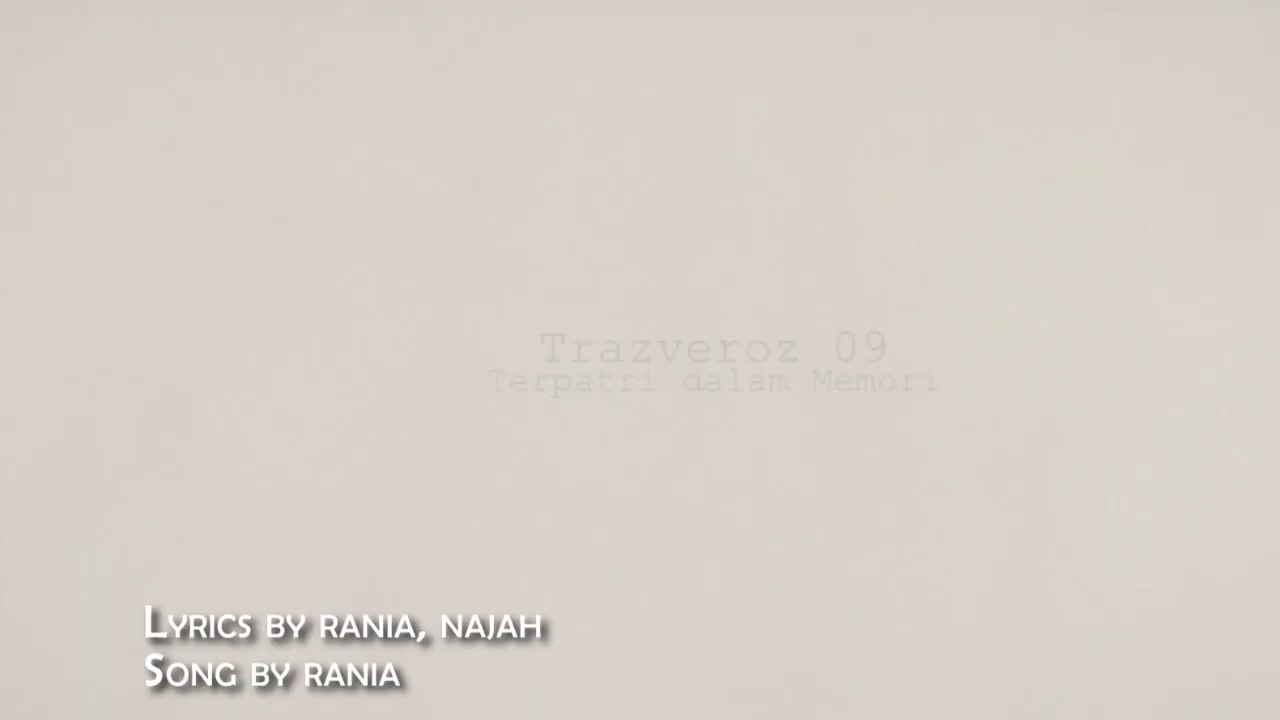 Trazveroz 09
Terpatri dalam Memori
LYRICS BY RANIA, NAJAH
SONG BY RANIA